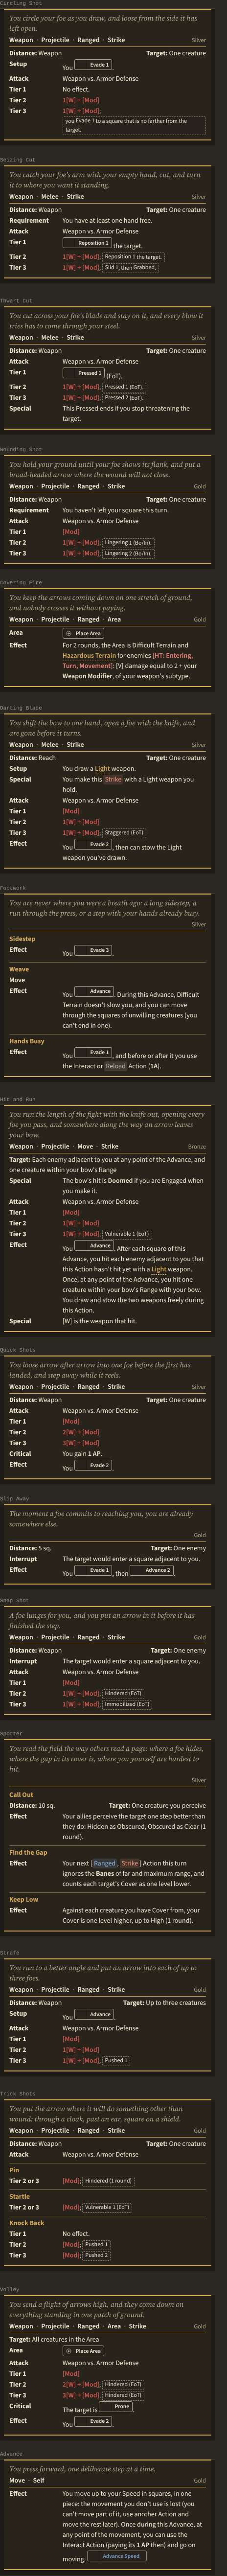 Circling Shot
You circle your foe as you draw, and loose from the side it has
left open.
Weapon · Projectile · Ranged · Strike Silver
Distance: Weapon Target: One creature
Setup You Evade 1
Attack Weapon vs. Armor Defense
Tier 1 No effect.
Tier 2 1[W] + [Mod]
Tier 3 1[W] + [Mod];
you Evade 1 to a square that is no farther from the
target.
Seizing Cut
You catch your foe's arm with your empty hand, cut, and turn
it to where you want it standing.
Weapon · Melee · Strike Silver
Distance: Weapon Target: One creature
Requirement You have at least one hand free.
Attack Weapon vs. Armor Defense
Tier 1 Reposition 1 the target.
Tier 2 1[W] + [Mod]; Reposition 1 the target.
Tier 3 1[W] + [Mod]; Slid 1, then Grabbed.
Thwart Cut
You cut across your foe's blade and stay on it, and every blow it
tries has to come through your steel.
Weapon · Melee · Strike Silver
Distance: Weapon Target: One creature
Attack Weapon vs. Armor Defense
Tier 1 Pressed 1 (EoT).
Tier 2 1[W] + [Mod]; Pressed 1 (EoT).
Tier 3 1[W] + [Mod]; Pressed 2 (EoT).
Special This Pressed ends if you stop threatening the
target.
Wounding Shot
You hold your ground until your foe shows its flank, and put a
broad-headed arrow where the wound will not close.
Weapon · Projectile · Ranged · Strike Silver
Distance: Weapon Target: One creature
Requirement You haven't left your square this turn.
Attack Weapon vs. Armor Defense
Tier 1 [Mod]
Tier 2 1[W] + [Mod]; Lingering 1 (Bo/In).
Tier 3 1[W] + [Mod]; Lingering 2 (Bo/In).
Covering Fire
You keep the arrows coming down on one stretch of ground,
and nobody crosses it without paying.
Weapon · Projectile · Ranged · Area Gold
Area Place Area
Effect For 2 rounds, the Area is Difficult Terrain and
Hazardous Terrain for enemies [HT: Entering,
Turn, Movement]: [V] damage equal to 2 + your
Weapon Modifier, of your weapon's subtype.
Darting Blade
You shift the bow to one hand, open a foe with the knife, and
are gone before it turns.
Weapon · Melee · Strike Silver
Distance: Reach Target: One creature
Setup You draw a Light weapon.
Special You make this Strike with a Light weapon you
hold.
Attack Weapon vs. Armor Defense
Tier 1 [Mod]
Tier 2 1[W] + [Mod]
Tier 3 1[W] + [Mod]; Staggered (EoT)
Effect You Evade 2, then can stow the Light
weapon you've drawn.
Footwork
You are never where you were a breath ago: a long sidestep, a
run through the press, or a step with your hands already busy.
Silver
Sidestep
Effect You Evade 3.
Weave
Move
Effect You Advance. During this Advance, Difficult
Terrain doesn't slow you, and you can move
through the squares of unwilling creatures (you
can't end in one).
Hands Busy
Effect You Evade 1, and before or after it you use
the Interact or Reload Action (1A).
Hit and Run
You run the length of the fight with the knife out, opening every
foe you pass, and somewhere along the way an arrow leaves
your bow.
Weapon · Projectile · Move · Strike Bronze
Target: Each enemy adjacent to you at any point of the Advance, and
one creature within your bow's Range
Special The bow's hit is Doomed if you are Engaged when
you make it.
Attack Weapon vs. Armor Defense
Tier 1 [Mod]
Tier 2 1[W] + [Mod]
Tier 3 1[W] + [Mod]; Vulnerable 1 (EoT)
Effect You Advance. After each square of this
Advance, you hit each enemy adjacent to you that
this Action hasn't hit yet with a Light weapon.
Once, at any point of the Advance, you hit one
creature within your bow's Range with your bow.
You draw and stow the two weapons freely during
this Action.
Special [W] is the weapon that hit.
Quick Shots
You loose arrow after arrow into one foe before the first has
landed, and step away while it reels.
Weapon · Projectile · Ranged · Strike Silver
Distance: Weapon Target: One creature
Attack Weapon vs. Armor Defense
Tier 1 [Mod]
Tier 2 2[W] + [Mod]
Tier 3 3[W] + [Mod]
Critical You gain 1 AP.
Effect You Evade 2.
Slip Away
The moment a foe commits to reaching you, you are already
somewhere else.
Gold
Distance: 5 sq. Target: One enemy
Interrupt The target would enter a square adjacent to you.
Effect You Evade 1, then Advance 2.
Snap Shot
A foe lunges for you, and you put an arrow in it before it has
finished the step.
Weapon · Projectile · Ranged · Strike Gold
Distance: Weapon Target: One enemy
Interrupt The target would enter a square adjacent to you.
Attack Weapon vs. Armor Defense
Tier 1 [Mod]
Tier 2 1[W] + [Mod]; Hindered (EoT)
Tier 3 1[W] + [Mod]; Immobilized (EoT)
Spotter
You read the field the way others read a page: where a foe hides,
where the gap in its cover is, where you yourself are hardest to
hit.
Silver
Call Out
Distance: 10 sq. Target: One creature you perceive
Effect Your allies perceive the target one step better than
they do: Hidden as Obscured, Obscured as Clear (1
round).
Find the Gap
Effect Your next [Ranged, Strike] Action this turn
ignores the Banes of far and maximum range, and
counts each target's Cover as one level lower.
Keep Low
Effect Against each creature you have Cover from, your
Cover is one level higher, up to High (1 round).
Strafe
You run to a better angle and put an arrow into each of up to
three foes.
Weapon · Projectile · Ranged · Strike Gold
Distance: Weapon Target: Up to three creatures
Setup You Advance.
Attack Weapon vs. Armor Defense
Tier 1 [Mod]
Tier 2 1[W] + [Mod]
Tier 3 1[W] + [Mod]; Pushed 1
Trick Shots
You put the arrow where it will do something other than
wound: through a cloak, past an ear, square on a shield.
Weapon · Projectile · Ranged · Strike Gold
Distance: Weapon Target: One creature
Attack Weapon vs. Armor Defense
Pin
Tier 2 or 3 [Mod]; Hindered (1 round)
Startle
Tier 2 or 3 [Mod]; Vulnerable 1 (EoT)
Knock Back
Tier 1 No effect.
Tier 2 [Mod]; Pushed 1
Tier 3 [Mod]; Pushed 2
Volley
You send a flight of arrows high, and they come down on
everything standing in one patch of ground.
Weapon · Projectile · Ranged · Area · Strike Gold
Target: All creatures in the Area
Area Place Area
Attack Weapon vs. Armor Defense
Tier 1 [Mod]
Tier 2 2[W] + [Mod]; Hindered (EoT)
Tier 3 3[W] + [Mod]; Hindered (EoT)
Critical The target is Prone.
Effect You Evade 2.
Advance
You press forward, one deliberate step at a time.
Move · Self Gold
Effect You move up to your Speed in squares, in one
piece: the movement you don't use is lost (you
can't move part of it, use another Action and
move the rest later). Once during this Advance, at
any point of the movement, you can use the
Interact Action (paying its 1 AP then) and go on
moving. Advance Speed